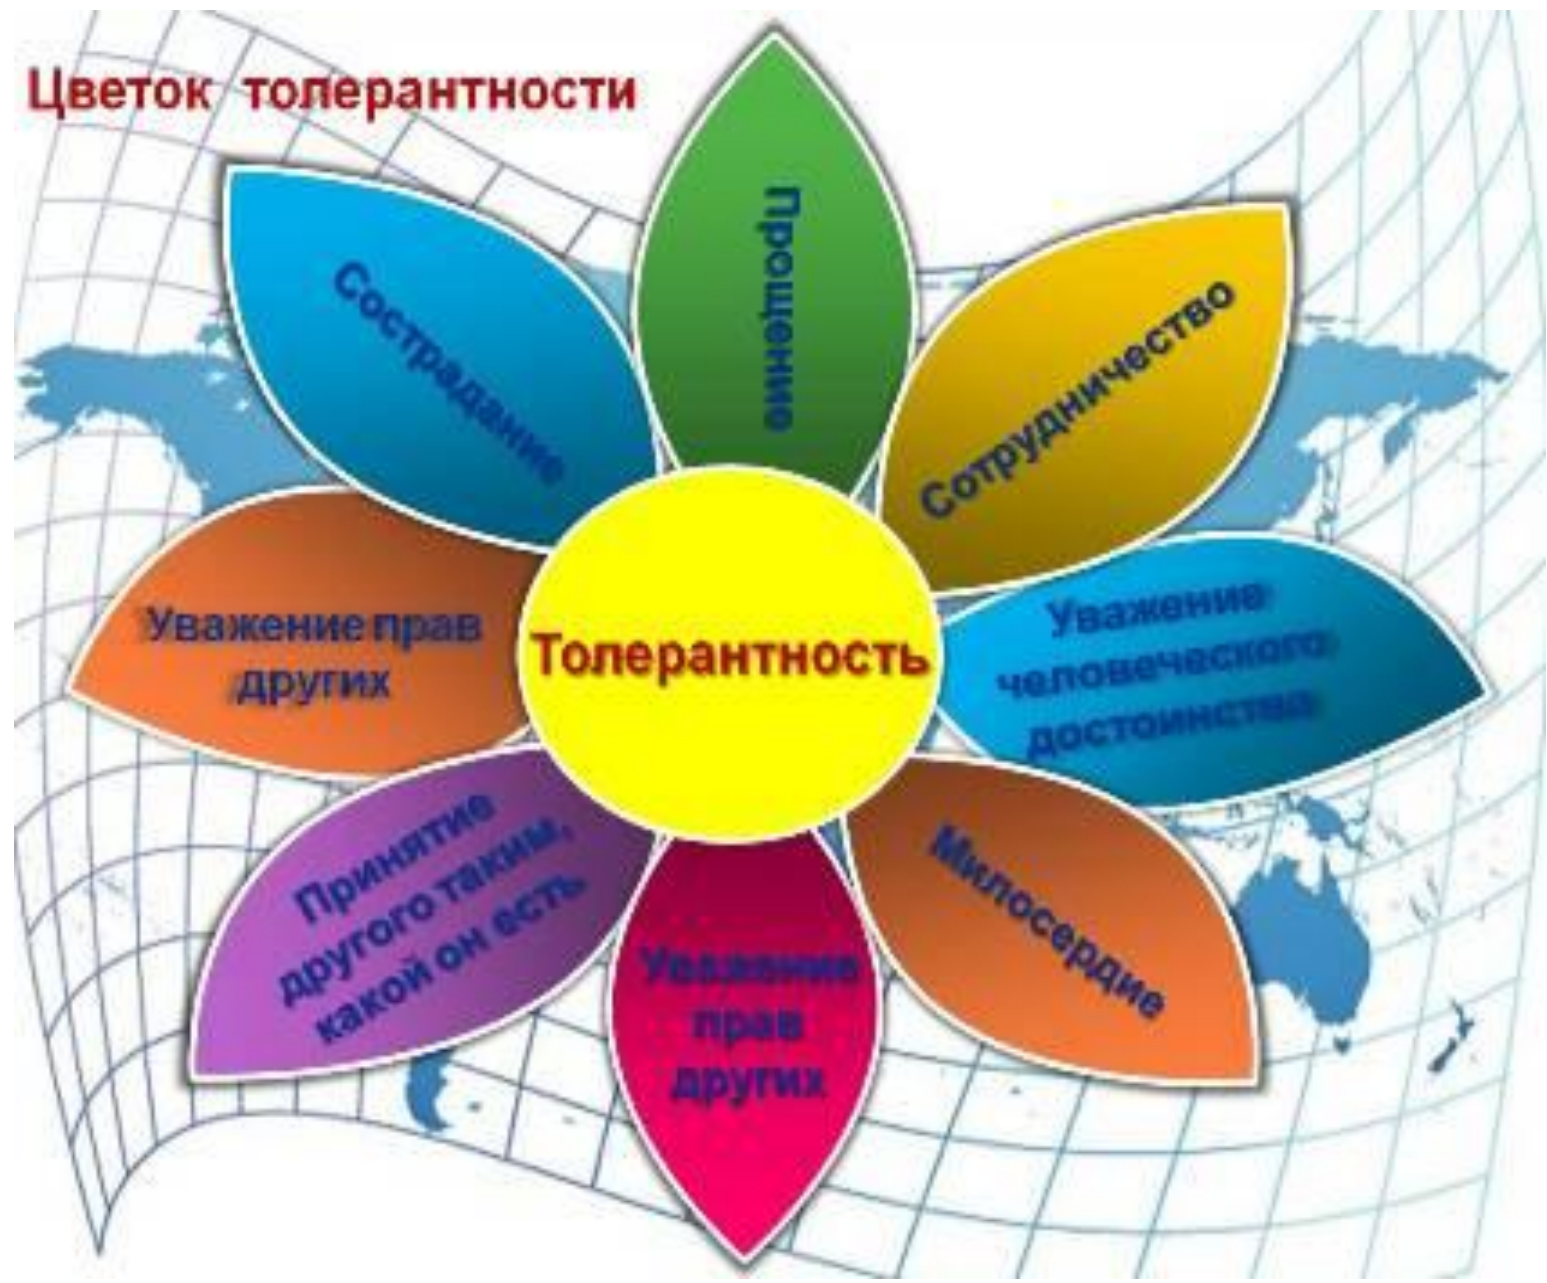 Цветок толерантности
Прощение
Сострадание
Сотрудничество
Уважение прав
других
Толерантность
Уважение
человеческого
достоинства
Принятие
другого таким,
какой он есть
Уважение
прав
других
Милосердие